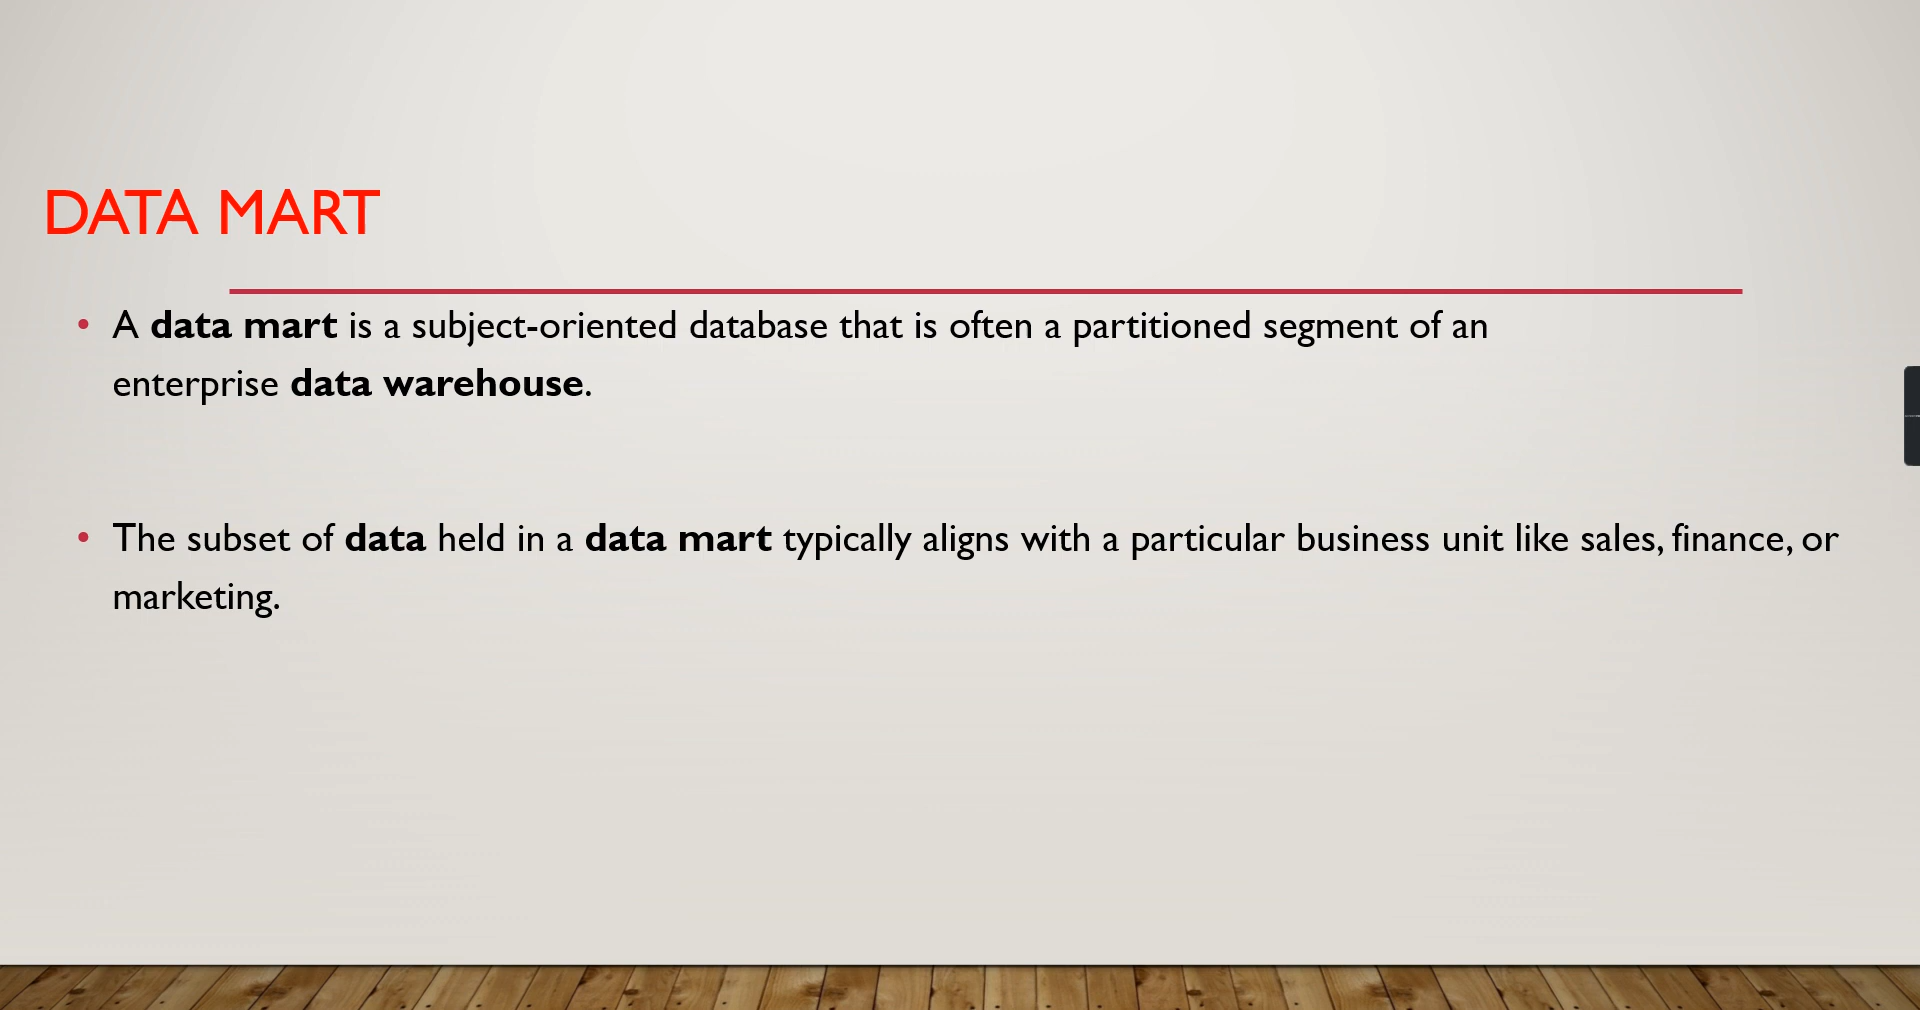 DATA MART
• A data mart is a subject-oriented database that is often a partitioned segment of an
enterprise data warehouse.
• The subset of data held in a data mart typically aligns with a particular business unit like sales, finance, or
marketing.